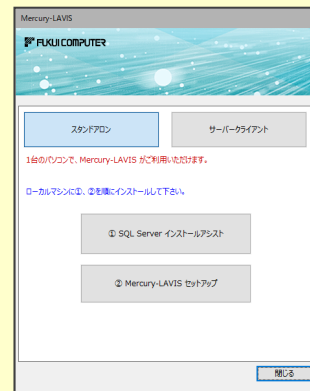 Mercury-LAVIS
FUKUI COMPUTER
スタンドアロン
サーバークライアント
1台のパソコンで、Mercury-LAVIS がご利用いただけます。
ローカルマシンに①、②を順にインストールして下さい。
① SQL Server インストールアシスト
② Mercury-LAVIS セットアップ
閉じる